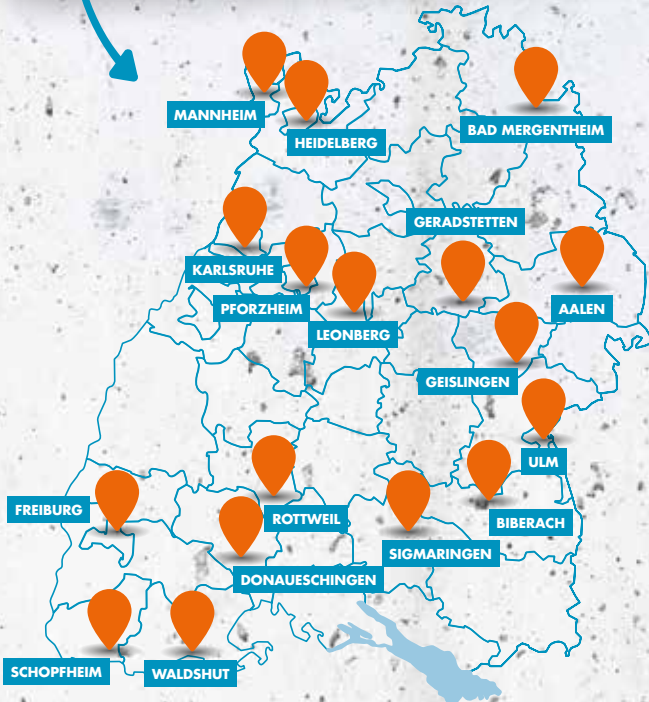 MANNHEIM
HEIDELBERG
BAD MERGENTHEIM
GERADSTETTEN
KARLSRUHE
PFORZHEIM
LEONBERG
AALEN
GEISLINGEN
ULM
FREIBURG
ROTTWEIL
BIBERACH
SIGMARINGEN
DONAUESCHINGEN
SCHOPFHEIM
WALDSHUT